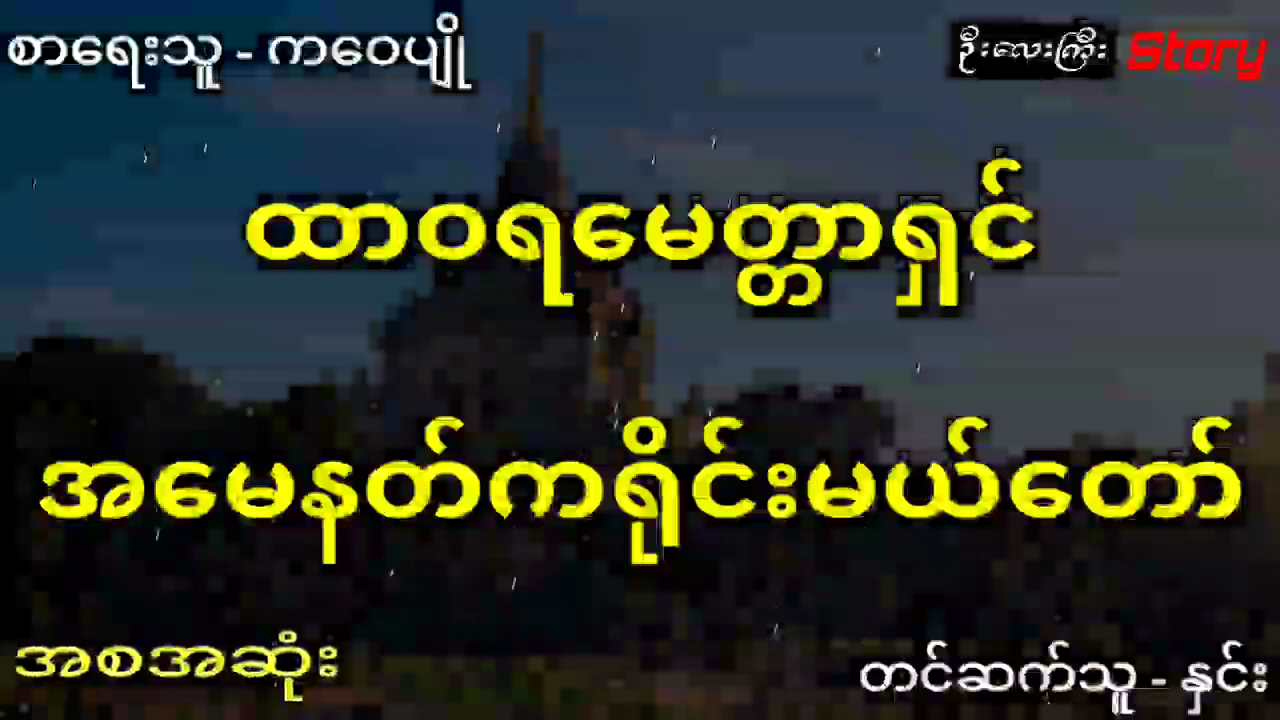 စာရေးသူ - ကဝေပျို
ဦးလေးကြီး Story
ထာဝရမေတ္တာရှင်
အမေနတ်ကရိုင်းမယ်တော်
အစအဆုံး
တင်ဆက်သူ - နှင်း